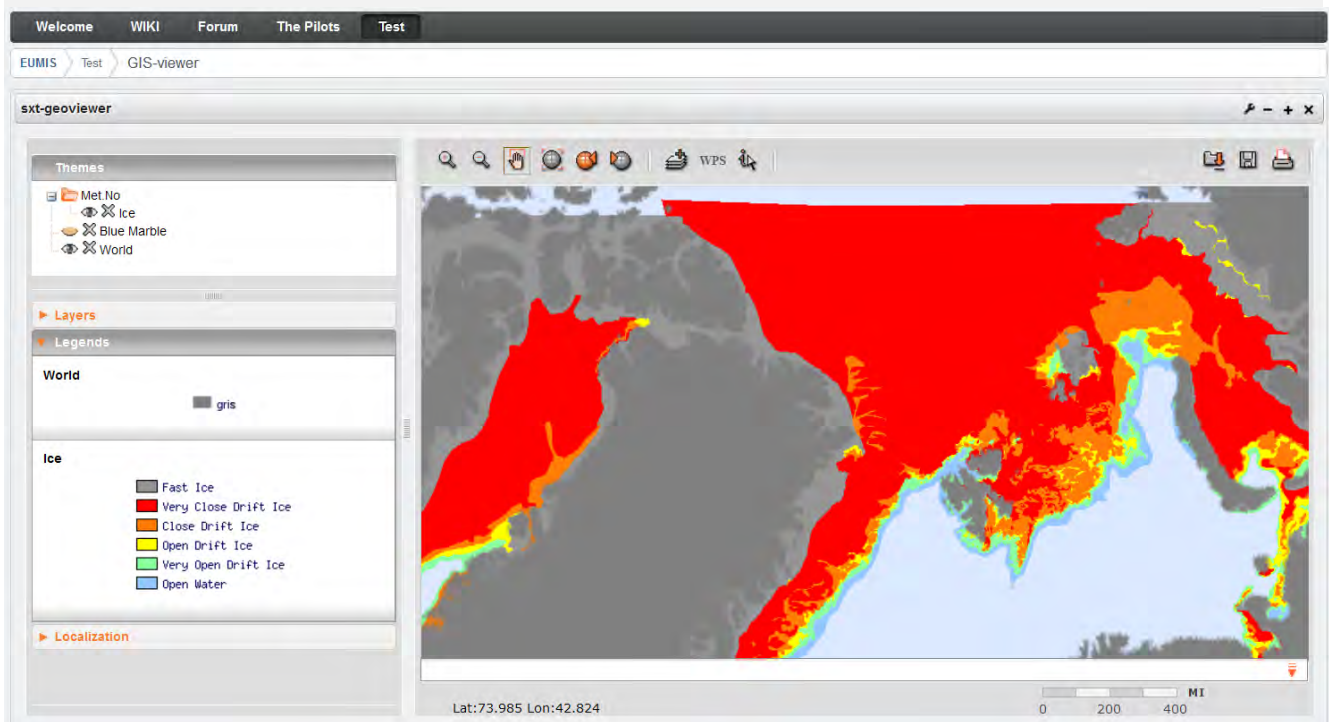 Welcome WIKI Forum The Pilots Test
EUMIS Test GIS-viewer
sxt-geoviewer
Themes
Met.No
Ice
Blue Marble
World
Layers
Legends
World
gris
Ice
Fast Ice
Very Close Drift Ice
Close Drift Ice
Open Drift Ice
Very Open Drift Ice
Open Water
Localization
WPS
Lat:73.985 Lon:42.824
MI
0 200 400